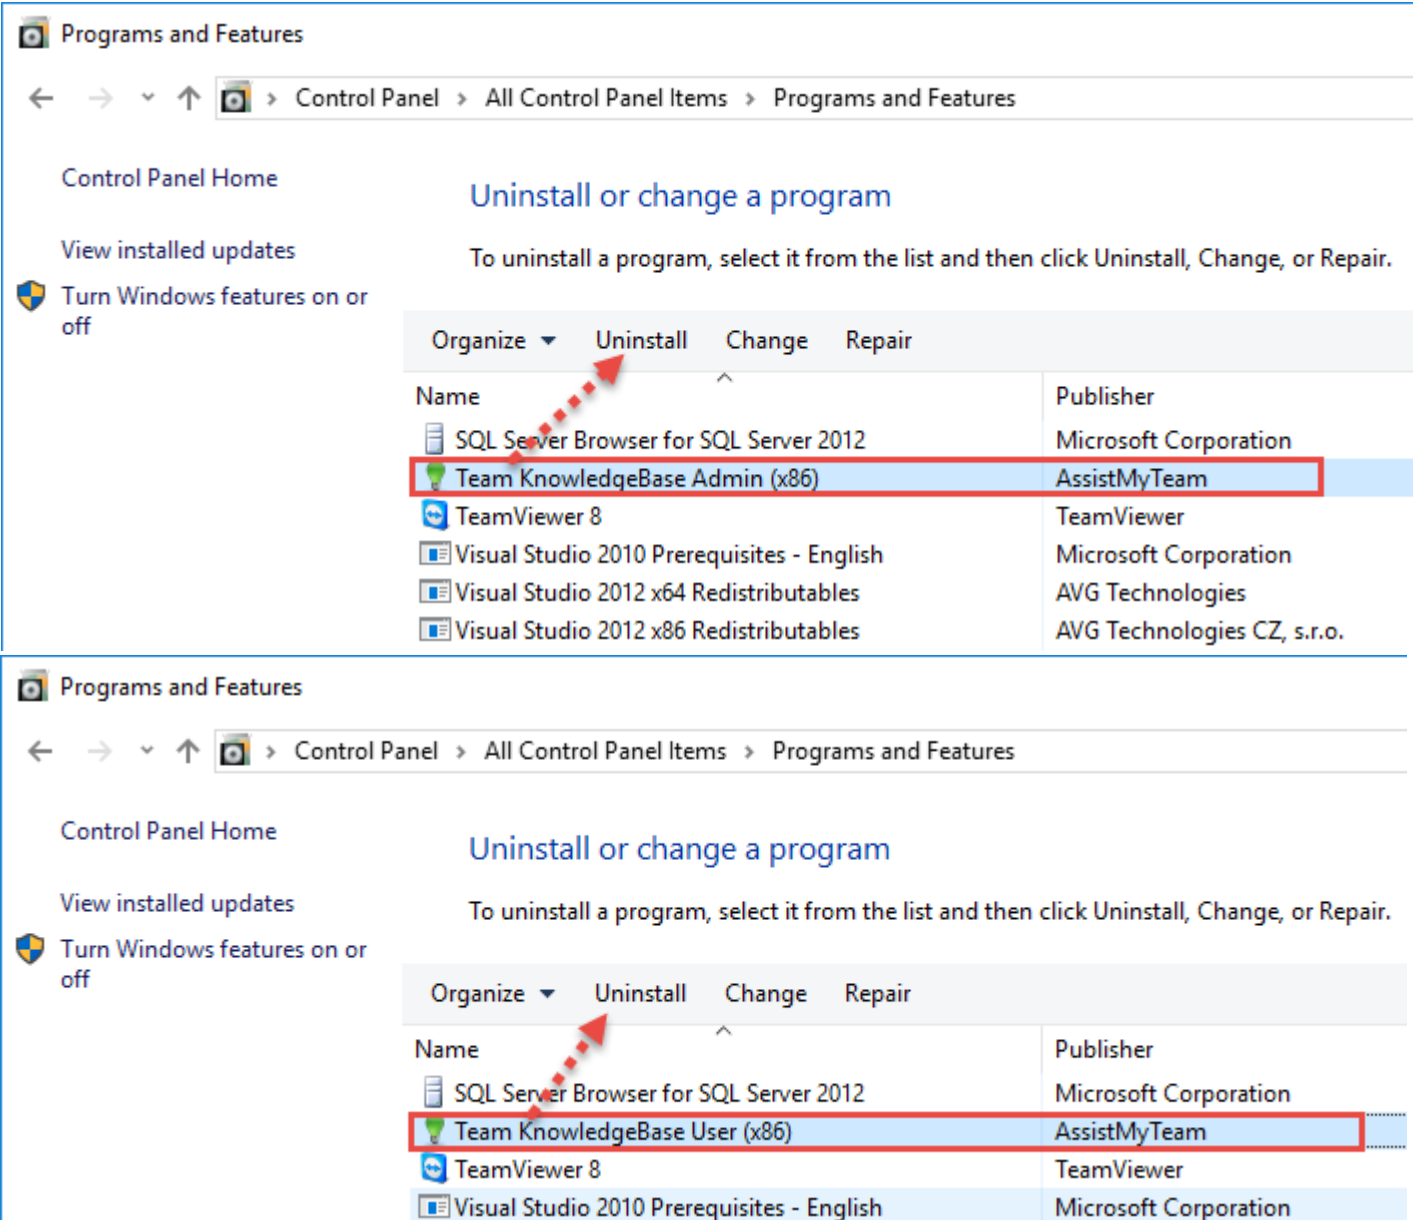 Programs and Features
Control Panel > All Control Panel Items > Programs and Features
Control Panel Home
View installed updates
Turn Windows features on or
off
Uninstall or change a program
To uninstall a program, select it from the list and then click Uninstall, Change, or Repair.
Organize Uninstall Change Repair
Name Publisher
SQL Server Browser for SQL Server 2012 Microsoft Corporation
Team KnowledgeBase Admin (x86) AssistMyTeam
TeamViewer 8 TeamViewer
Visual Studio 2010 Prerequisites - English Microsoft Corporation
Visual Studio 2012 x64 Redistributables AVG Technologies
Visual Studio 2012 x86 Redistributables AVG Technologies CZ, s.r.o.
Programs and Features
Control Panel > All Control Panel Items > Programs and Features
Control Panel Home
View installed updates
Turn Windows features on or
off
Uninstall or change a program
To uninstall a program, select it from the list and then click Uninstall, Change, or Repair.
Organize Uninstall Change Repair
Name Publisher
SQL Server Browser for SQL Server 2012 Microsoft Corporation
Team KnowledgeBase User (x86) AssistMyTeam
TeamViewer 8 TeamViewer
Visual Studio 2010 Prerequisites - English Microsoft Corporation